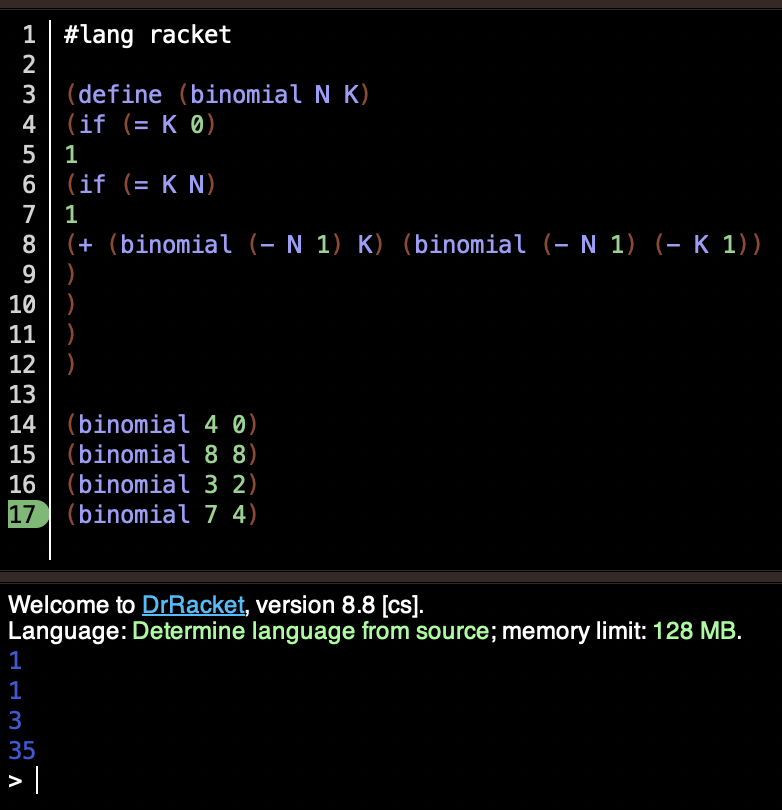 1 #lang racket
2
3 (define (binomial N K)
4 (if (= K 0)
5 1
6 (if (= K N)
7 1
8 (+ (binomial (- N 1) K) (binomial (- N 1) (- K 1))
9 )
10 )
11 )
12 )
13
14 (binomial 4 0)
15 (binomial 8 8)
16 (binomial 3 2)
17 (binomial 7 4)
Welcome to DrRacket, version 8.8 [cs].
Language: Determine language from source; memory limit: 128 MB.
1
1
3
35
>